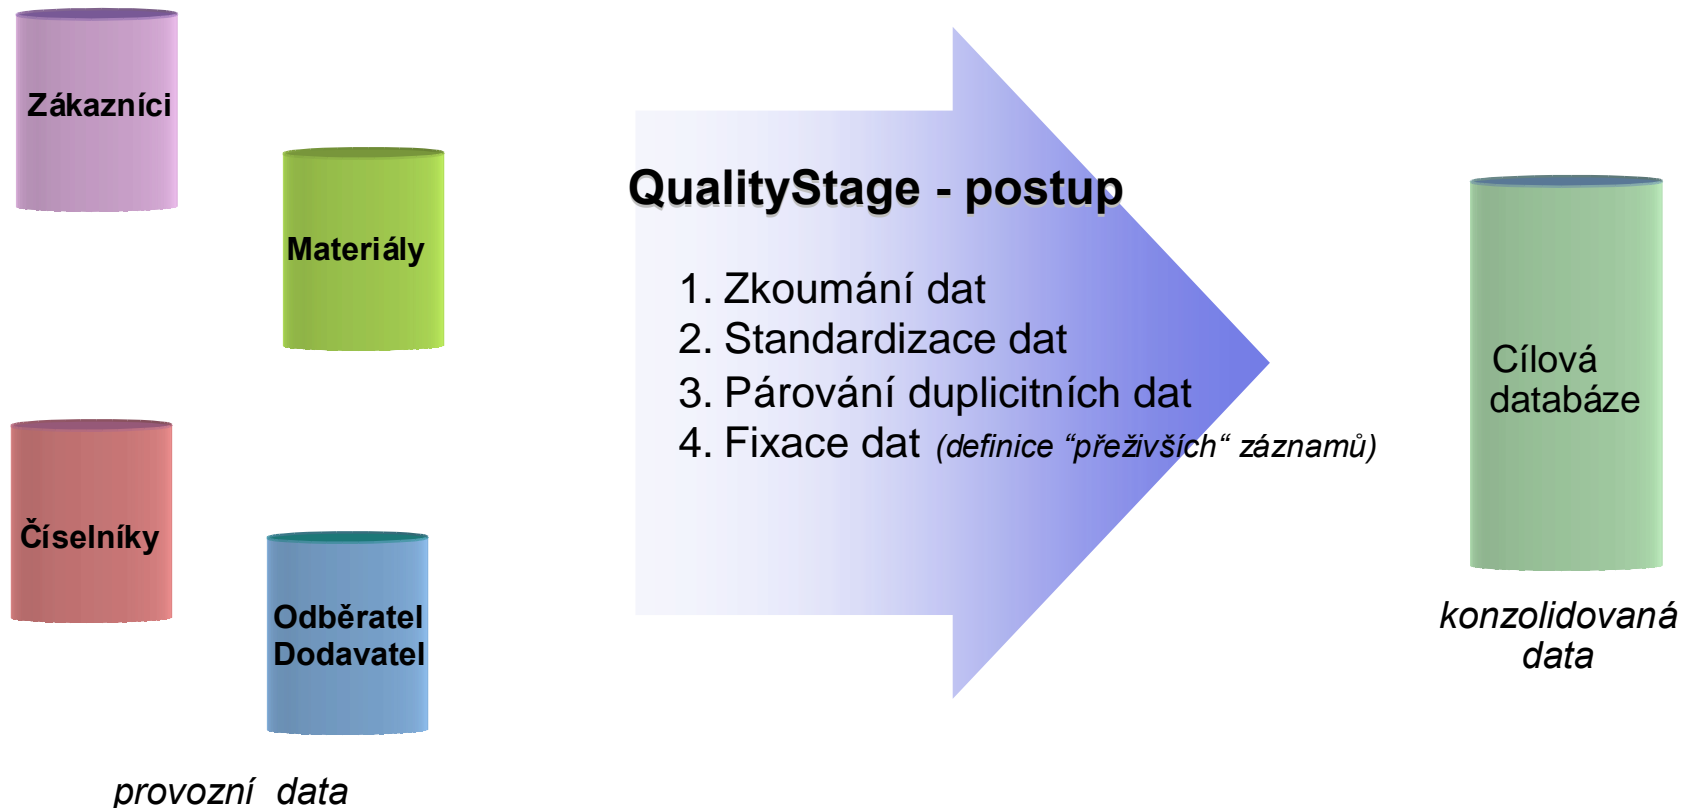 Zákazníci
Materiály
Číselníky
Odběratel
Dodavatel
provozní data
QualityStage - postup
1. Zkoumání dat
2. Standardizace dat
3. Párování duplicitních dat
4. Fixace dat (definice “přeživších“ záznamů)
Cílová
databáze
konzolidovaná
data